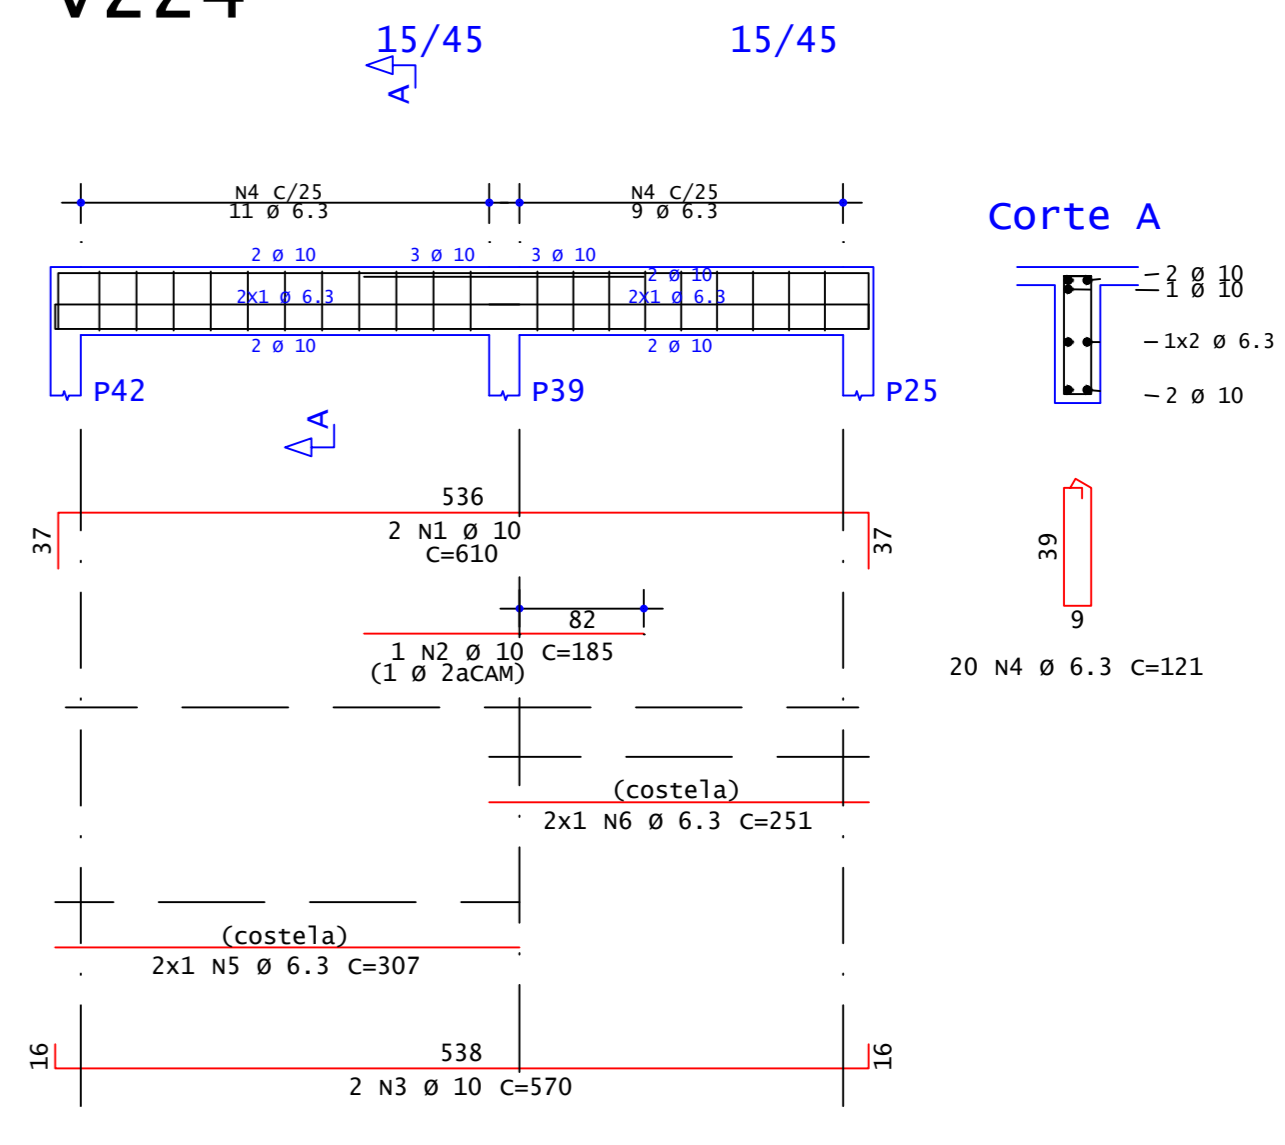 V224
15/45
15/45
A
N4 C/25
11 Ø 6.3
N4 C/25
9 Ø 6.3
Corte A
2 Ø 10
3 Ø 10
3 Ø 10
2 Ø 10
2x1 Ø 6.3
2x1 Ø 6.3
2 Ø 10
2 Ø 10
2 Ø 10
1 Ø 10
1x2 Ø 6.3
2 Ø 10
P42
P39
P25
A
536
37
37
2 N1 Ø 10
C=610
39
9
20 N4 Ø 6.3 C=121
82
1 N2 Ø 10 C=185
(1 Ø 2aCAM)
(costela)
2x1 N6 Ø 6.3 C=251
(costela)
2x1 N5 Ø 6.3 C=307
16
538
16
2 N3 Ø 10 C=570